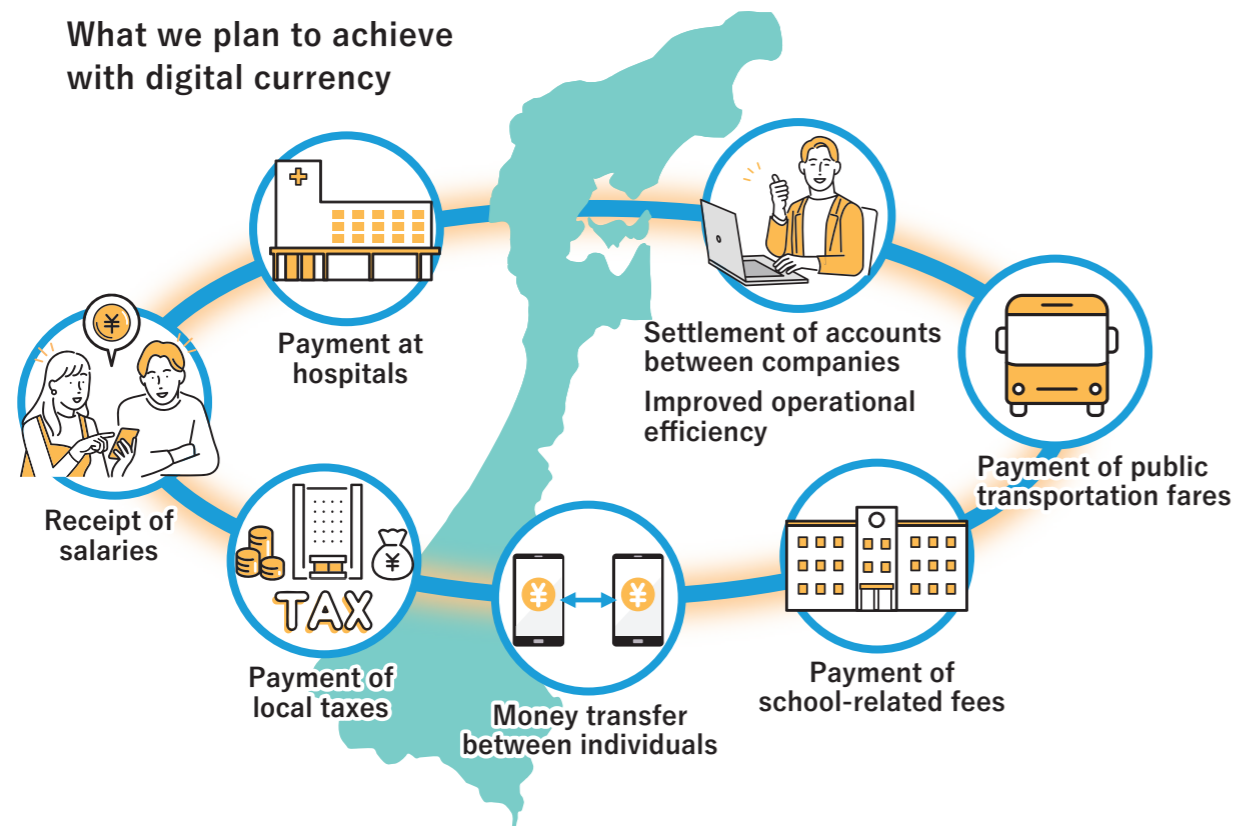 What we plan to achieve
with digital currency
Payment at
hospitals
Settlement of accounts
between companies
Improved operational
efficiency
¥
Payment of public
transportation fares
Receipt of
salaries
¥
TAX
¥
¥
Payment of
local taxes
Money transfer
between individuals
Payment of
school-related fees